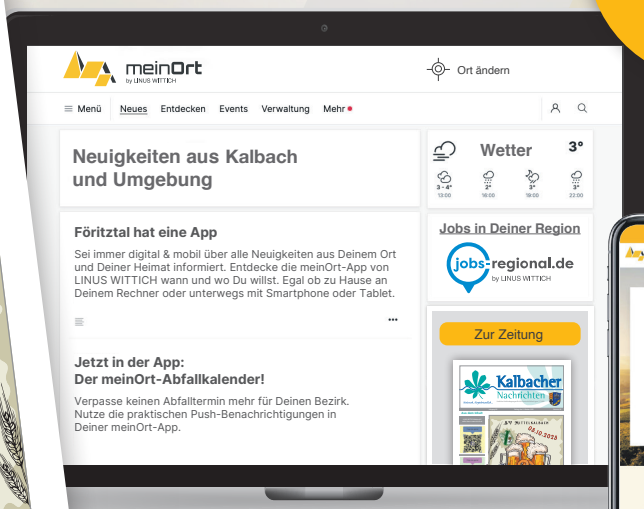 meinOrt
by LINUS WITTICH
Ort ändern
Menü Neues Entdecken Events Verwaltung Mehr
Neuigkeiten aus Kalbach
und Umgebung
Wetter 3°
3 - 4° 2° 3° 3°
13:00 16:00 19:00 22:00
Föritztal hat eine App
Sei immer digital & mobil über alle Neuigkeiten aus Deinem Ort
und Deiner Heimat informiert. Entdecke die meinOrt-App von
LINUS WITTICH wann und wo Du willst. Egal ob zu Hause an
Deinem Rechner oder unterwegs mit Smartphone oder Tablet.
Jetzt in der App:
Der meinOrt-Abfallkalender!
Verpasse keinen Abfalltermin mehr für Deinen Bezirk.
Nutze die praktischen Push-Benachrichtigungen in
Deiner meinOrt-App.
Jobs in Deiner Region
jobs-regional.de
by LINUS WITTICH
Zur Zeitung
Kalbacher
Nachrichten
MITTELKALBACH